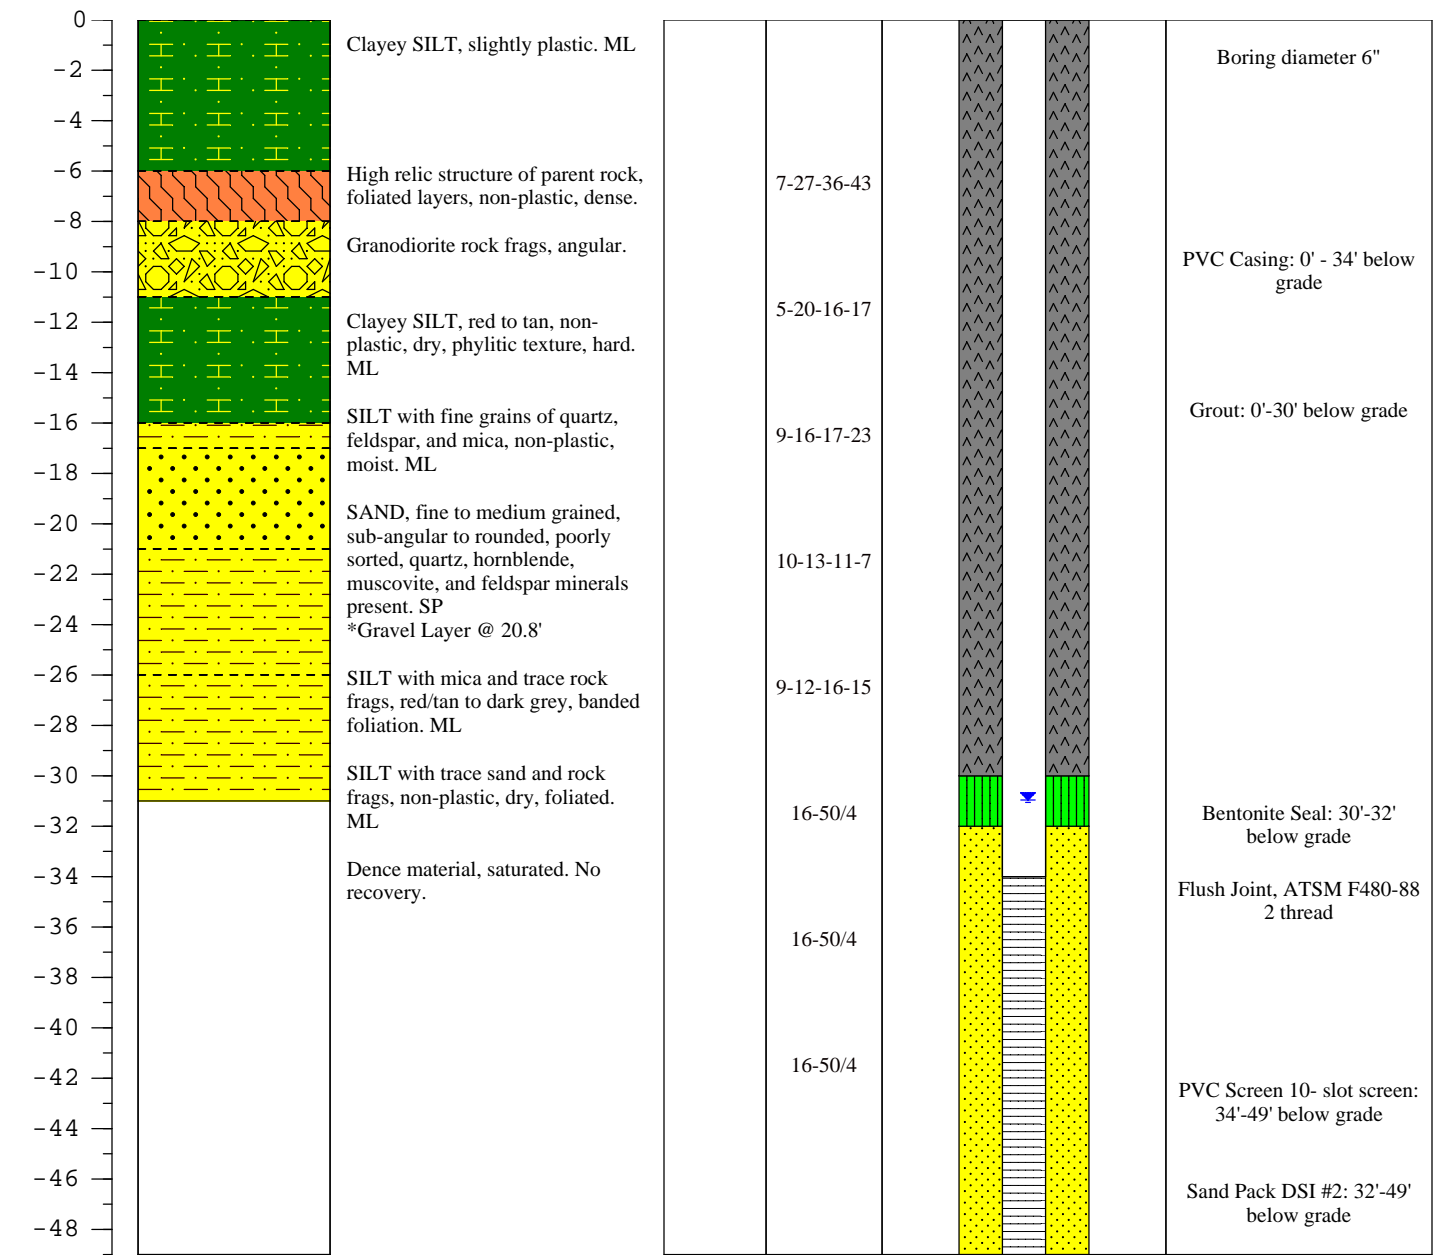 0
-2
-4
-6
-8
-10
-12
-14
-16
-18
-20
-22
-24
-26
-28
-30
-32
-34
-36
-38
-40
-42
-44
-46
-48
Clayey SILT, slightly plastic. ML
High relic structure of parent rock,
foliated layers, non-plastic, dense.
Granodiorite rock frags, angular.
Clayey SILT, red to tan, non-
plastic, dry, phylitic texture, hard.
ML
SILT with fine grains of quartz,
feldspar, and mica, non-plastic,
moist. ML
SAND, fine to medium grained,
sub-angular to rounded, poorly
sorted, quartz, hornblende,
muscovite, and feldspar minerals
present. SP
*Gravel Layer @ 20.8'
SILT with mica and trace rock
frags, red/tan to dark grey, banded
foliation. ML
SILT with trace sand and rock
frags, non-plastic, dry, foliated.
ML
Dence material, saturated. No
recovery.
7-27-36-43
5-20-16-17
9-16-17-23
10-13-11-7
9-12-16-15
16-50/4
16-50/4
16-50/4
Boring diameter 6"
PVC Casing: 0' - 34' below
grade
Grout: 0'-30' below grade
Bentonite Seal: 30'-32'
below grade
Flush Joint, ATSM F480-88
2 thread
PVC Screen 10- slot screen:
34'-49' below grade
Sand Pack DSI #2: 32'-49'
below grade